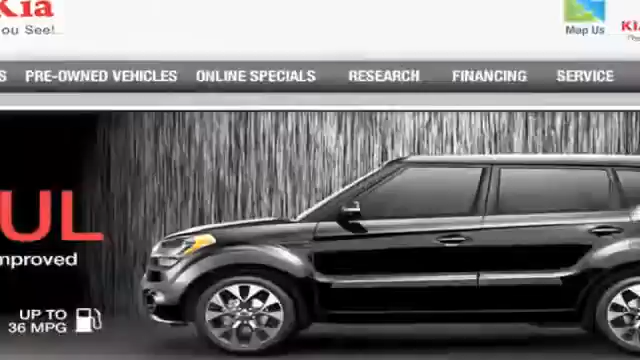 Kia
ou See!
Map Us
KI
S PRE-OWNED VEHICLES ONLINE SPECIALS RESEARCH FINANCING SERVICE
UL
mproved
UP TO
36 MPG